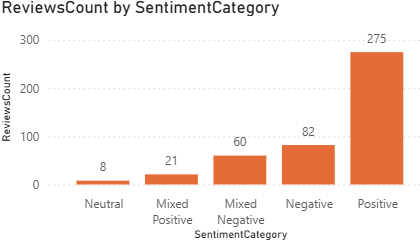 ReviewsCount by SentimentCategory
300
200
100
0
ReviewsCount
8
21
60
82
275
Neutral
Mixed
Positive
Mixed
Negative
Negative
Positive
SentimentCategory